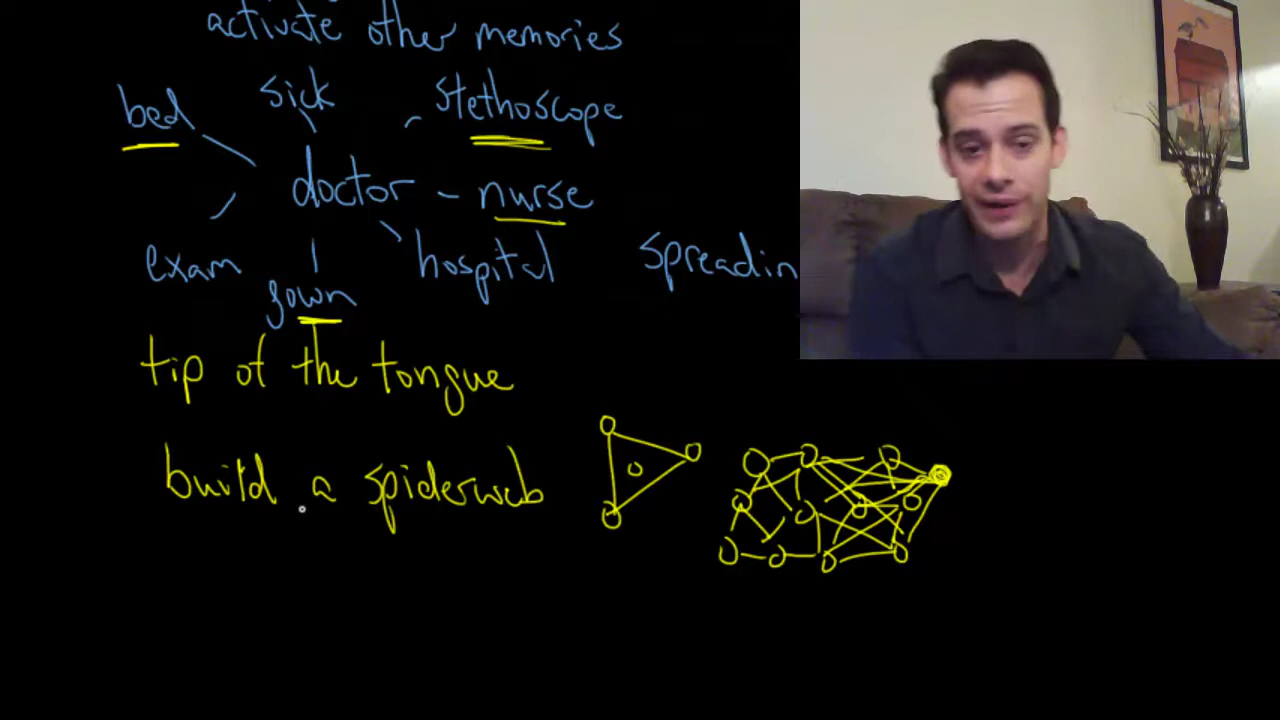 activate other memories
bed sick stethoscope
doctor - nurse
exam hospital spreadin
gown
tip of the tongue
build a spiderweb